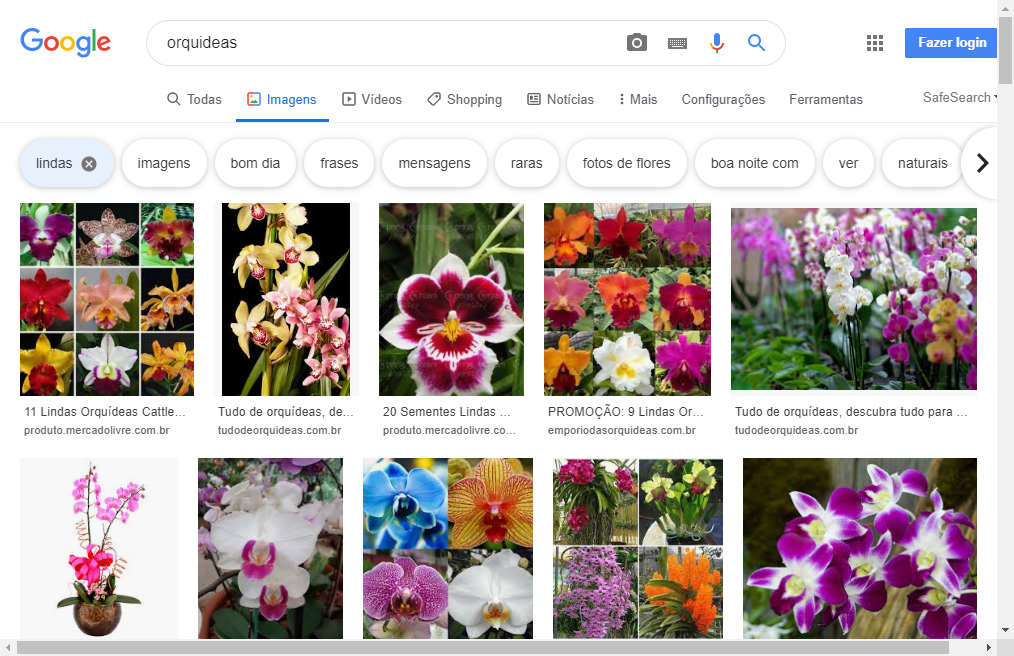 Google
orquideas
Fazer login
Todas
Imagens
Vídeos
Shopping
Notícias
Mais
Configurações
Ferramentas
SafeSearch
lindas
imagens
bom dia
frases
mensagens
raras
fotos de flores
boa noite com
ver
naturais
11 Lindas Orquídeas Cattle...
produto.mercadolivre.com.br
Tudo de orquídeas, de...
tudodeorquideas.com.br
20 Sementes Lindas ...
produto.mercadolivre.co...
PROMOÇÃO: 9 Lindas Or...
emporiodasorquideas.com.br
Tudo de orquídeas, descubra tudo para ...
tudodeorquideas.com.br